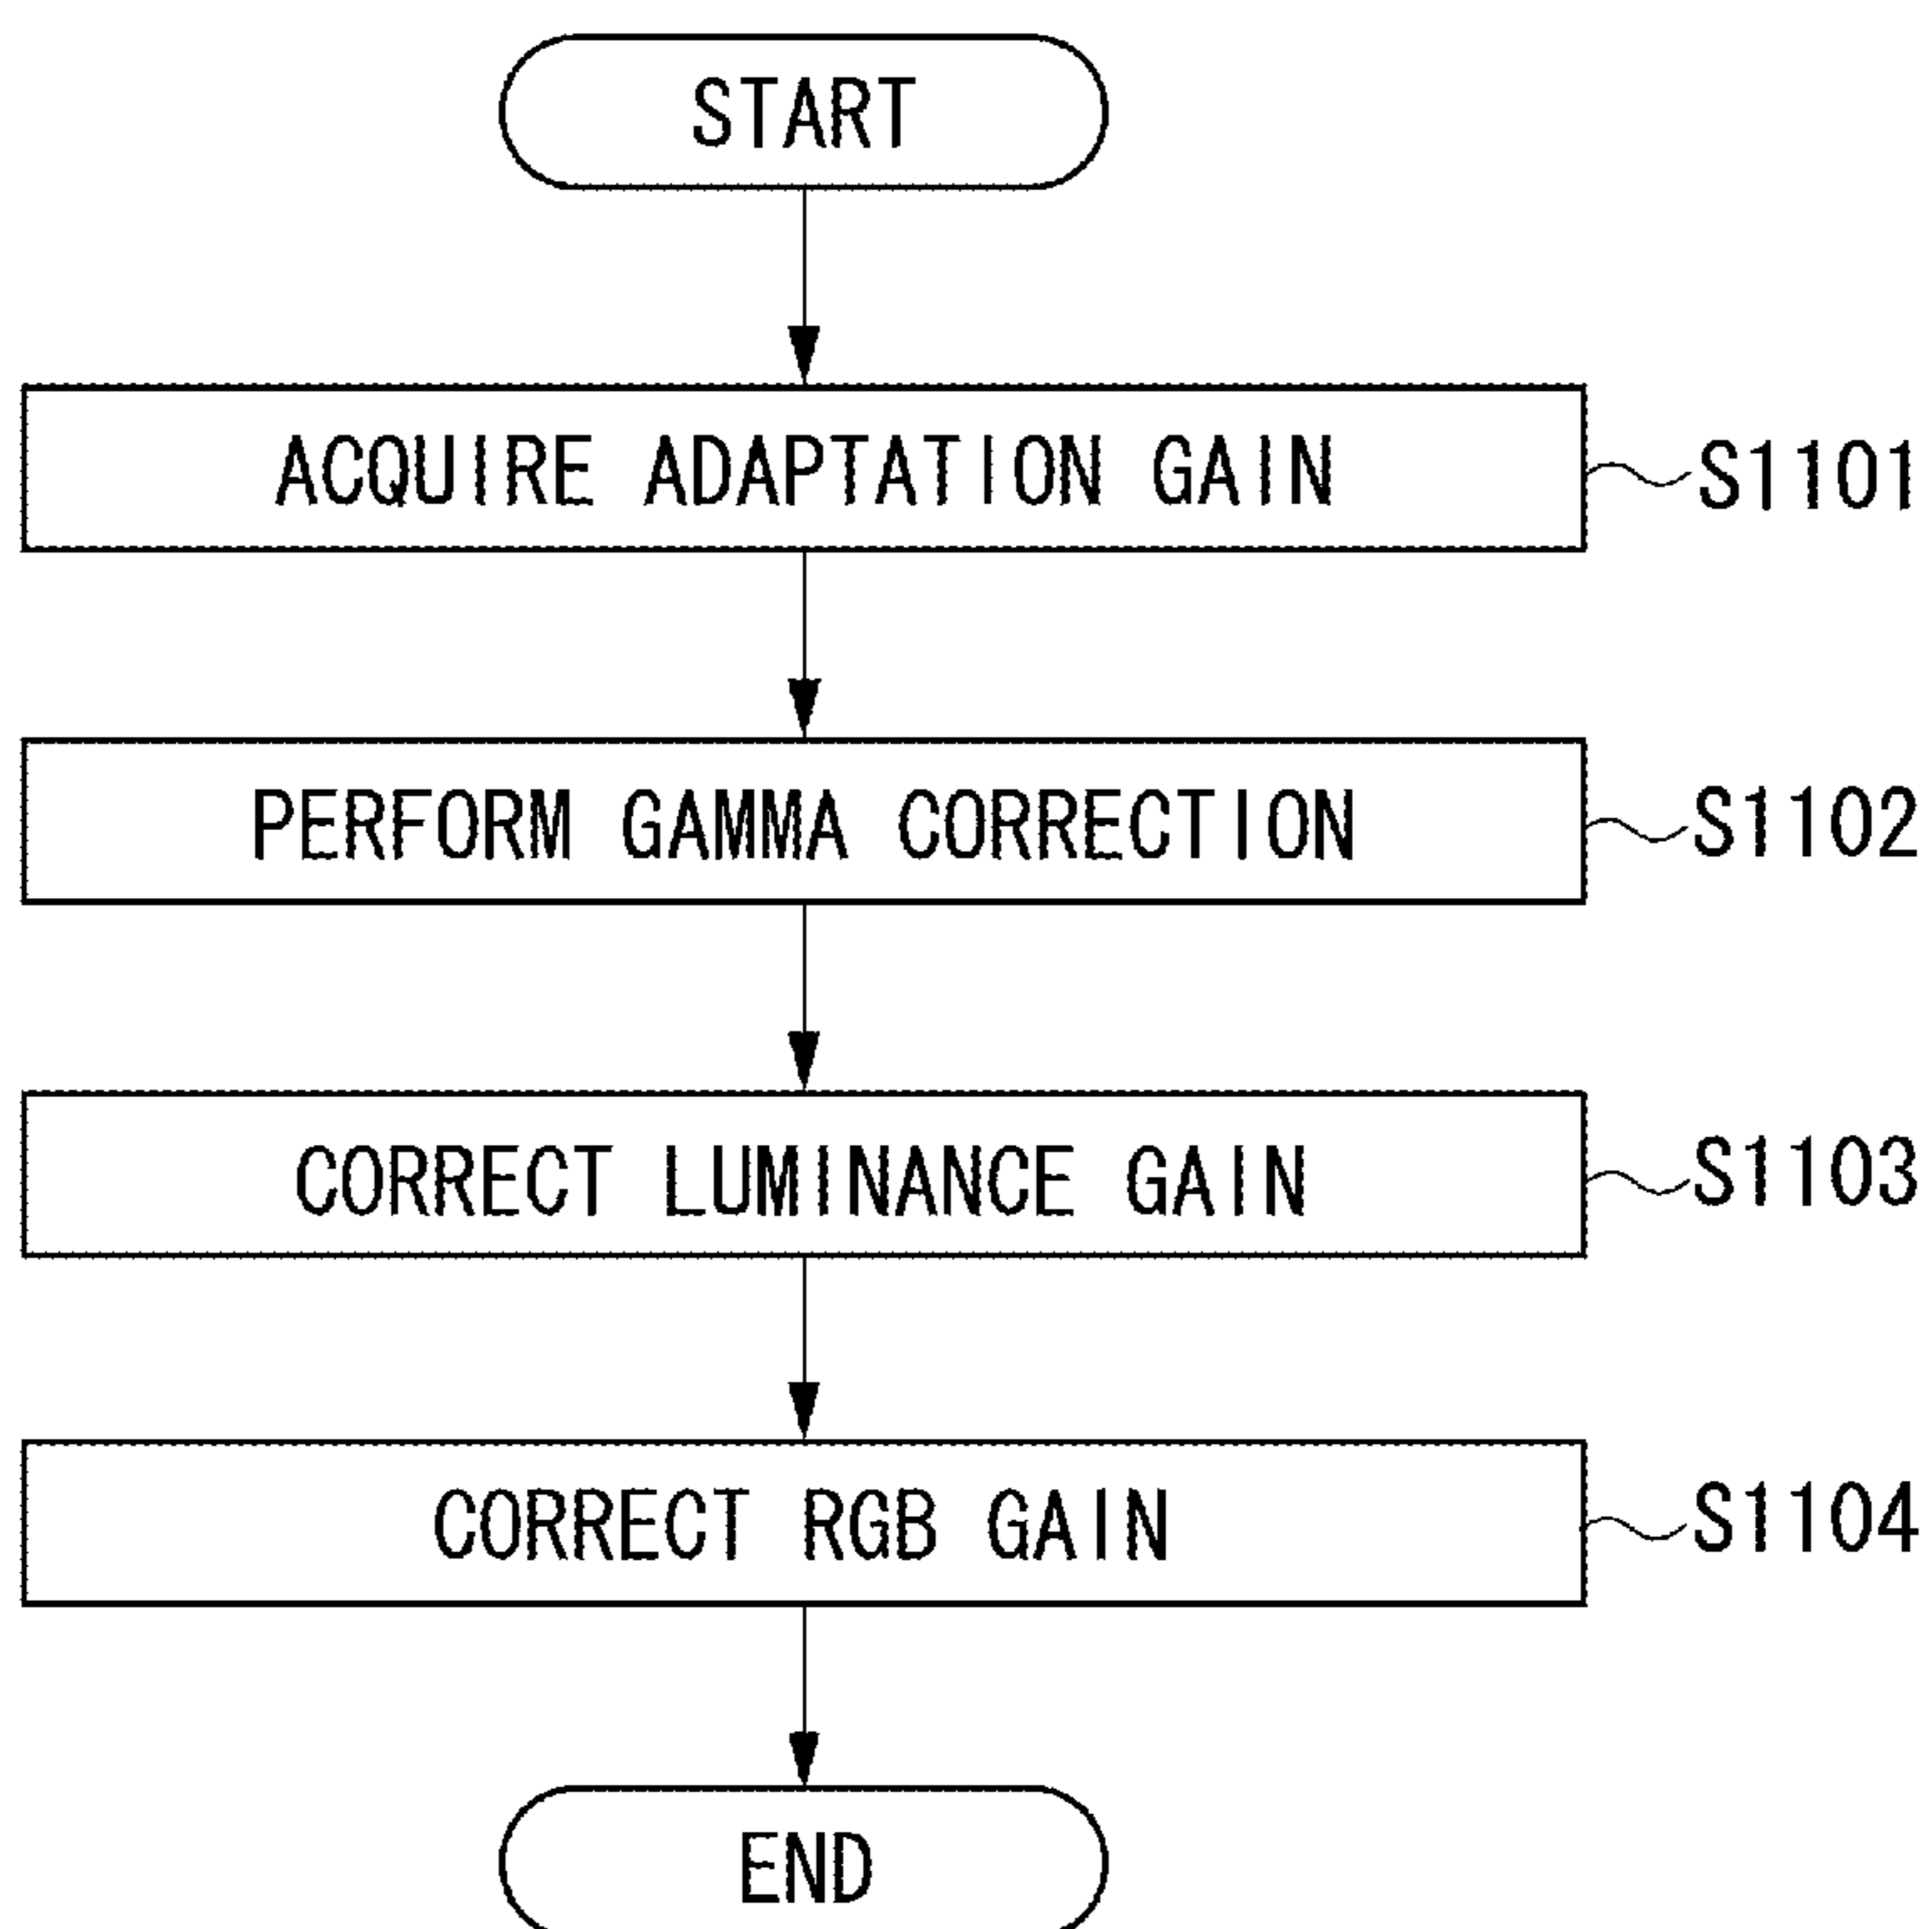 START
ACQUIRE ADAPTATION GAIN
S1101
PERFORM GAMMA CORRECTION
S1102
CORRECT LUMINANCE GAIN
S1103
CORRECT RGB GAIN
S1104
END